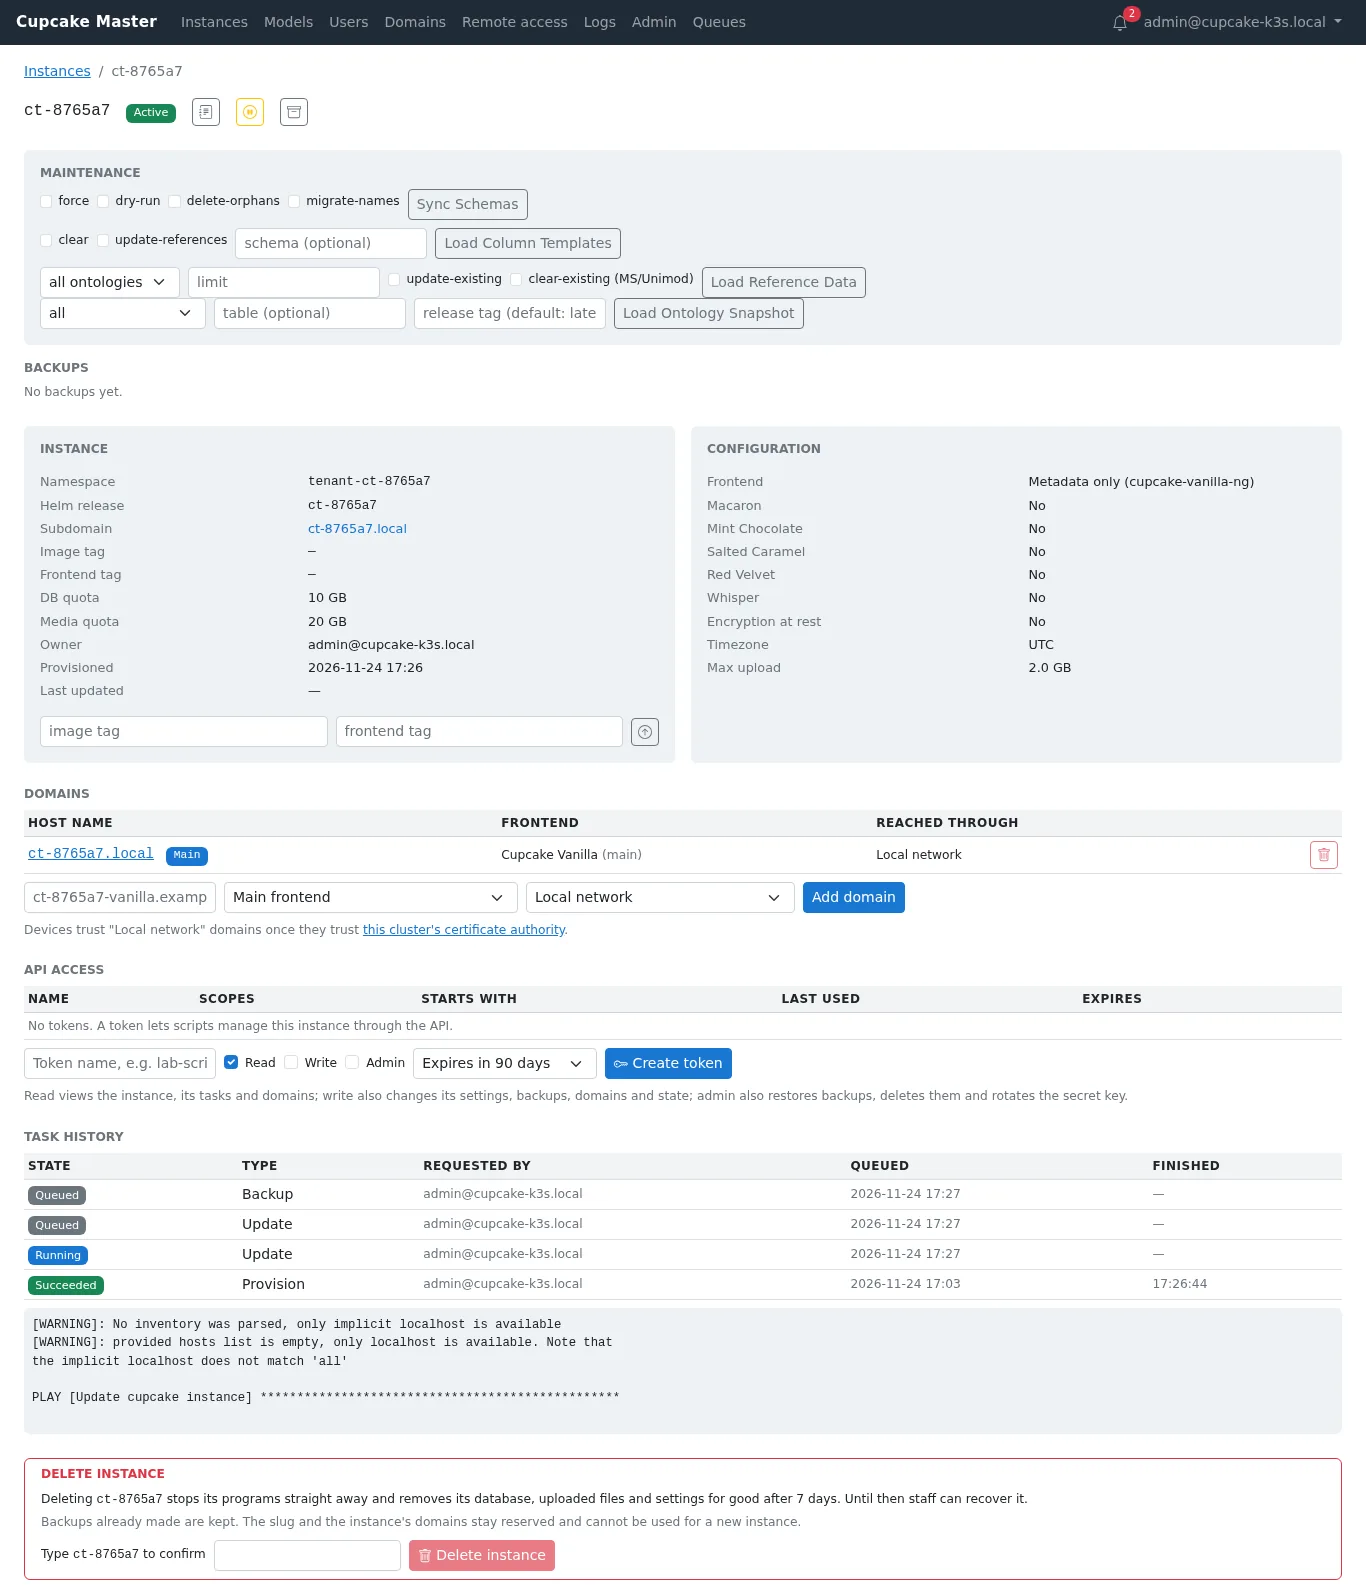 Cupcake Master Instances Models Users Domains Remote access Logs Admin Queues 2 admin@cupcake-k3s.local
Instances / ct-8765a7
ct-8765a7 Active
MAINTENANCE
force dry-run delete-orphans migrate-names Sync Schemas
clear update-references schema (optional) Load Column Templates
all ontologies limit update-existing clear-existing (MS/Unimod) Load Reference Data
all table (optional) release tag (default: late Load Ontology Snapshot
BACKUPS
No backups yet.
INSTANCE
Namespace tenant-ct-8765a7
Helm release ct-8765a7
Subdomain ct-8765a7.local
Image tag —
Frontend tag —
DB quota 10 GB
Media quota 20 GB
Owner admin@cupcake-k3s.local
Provisioned 2026-11-24 17:26
Last updated —
image tag frontend tag
CONFIGURATION
Frontend Metadata only (cupcake-vanilla-ng)
Macaron No
Mint Chocolate No
Salted Caramel No
Red Velvet No
Whisper No
Encryption at rest No
Timezone UTC
Max upload 2.0 GB
DOMAINS
HOST NAME FRONTEND REACHED THROUGH
ct-8765a7.local Main Cupcake Vanilla (main) Local network
ct-8765a7-vanilla.examp Main frontend Local network Add domain
Devices trust "Local network" domains once they trust this cluster's certificate authority.
API ACCESS
NAME SCOPES STARTS WITH LAST USED EXPIRES
No tokens. A token lets scripts manage this instance through the API.
Token name, e.g. lab-scri Read Write Admin Expires in 90 days Create token
Read views the instance, its tasks and domains; write also changes its settings, backups, domains and state; admin also restores backups, deletes them and rotates the secret key.
TASK HISTORY
STATE TYPE REQUESTED BY QUEUED FINISHED
Queued Backup admin@cupcake-k3s.local 2026-11-24 17:27 —
Queued Update admin@cupcake-k3s.local 2026-11-24 17:27 —
Running Update admin@cupcake-k3s.local 2026-11-24 17:27 —
Succeeded Provision admin@cupcake-k3s.local 2026-11-24 17:03 17:26:44
[WARNING]: No inventory was parsed, only implicit localhost is available
[WARNING]: provided hosts list is empty, only localhost is available. Note that
the implicit localhost does not match 'all'
PLAY [Update cupcake instance] *************************************************
DELETE INSTANCE
Deleting ct-8765a7 stops its programs straight away and removes its database, uploaded files and settings for good after 7 days. Until then staff can recover it.
Backups already made are kept. The slug and the instance's domains stay reserved and cannot be used for a new instance.
Type ct-8765a7 to confirm Delete instance